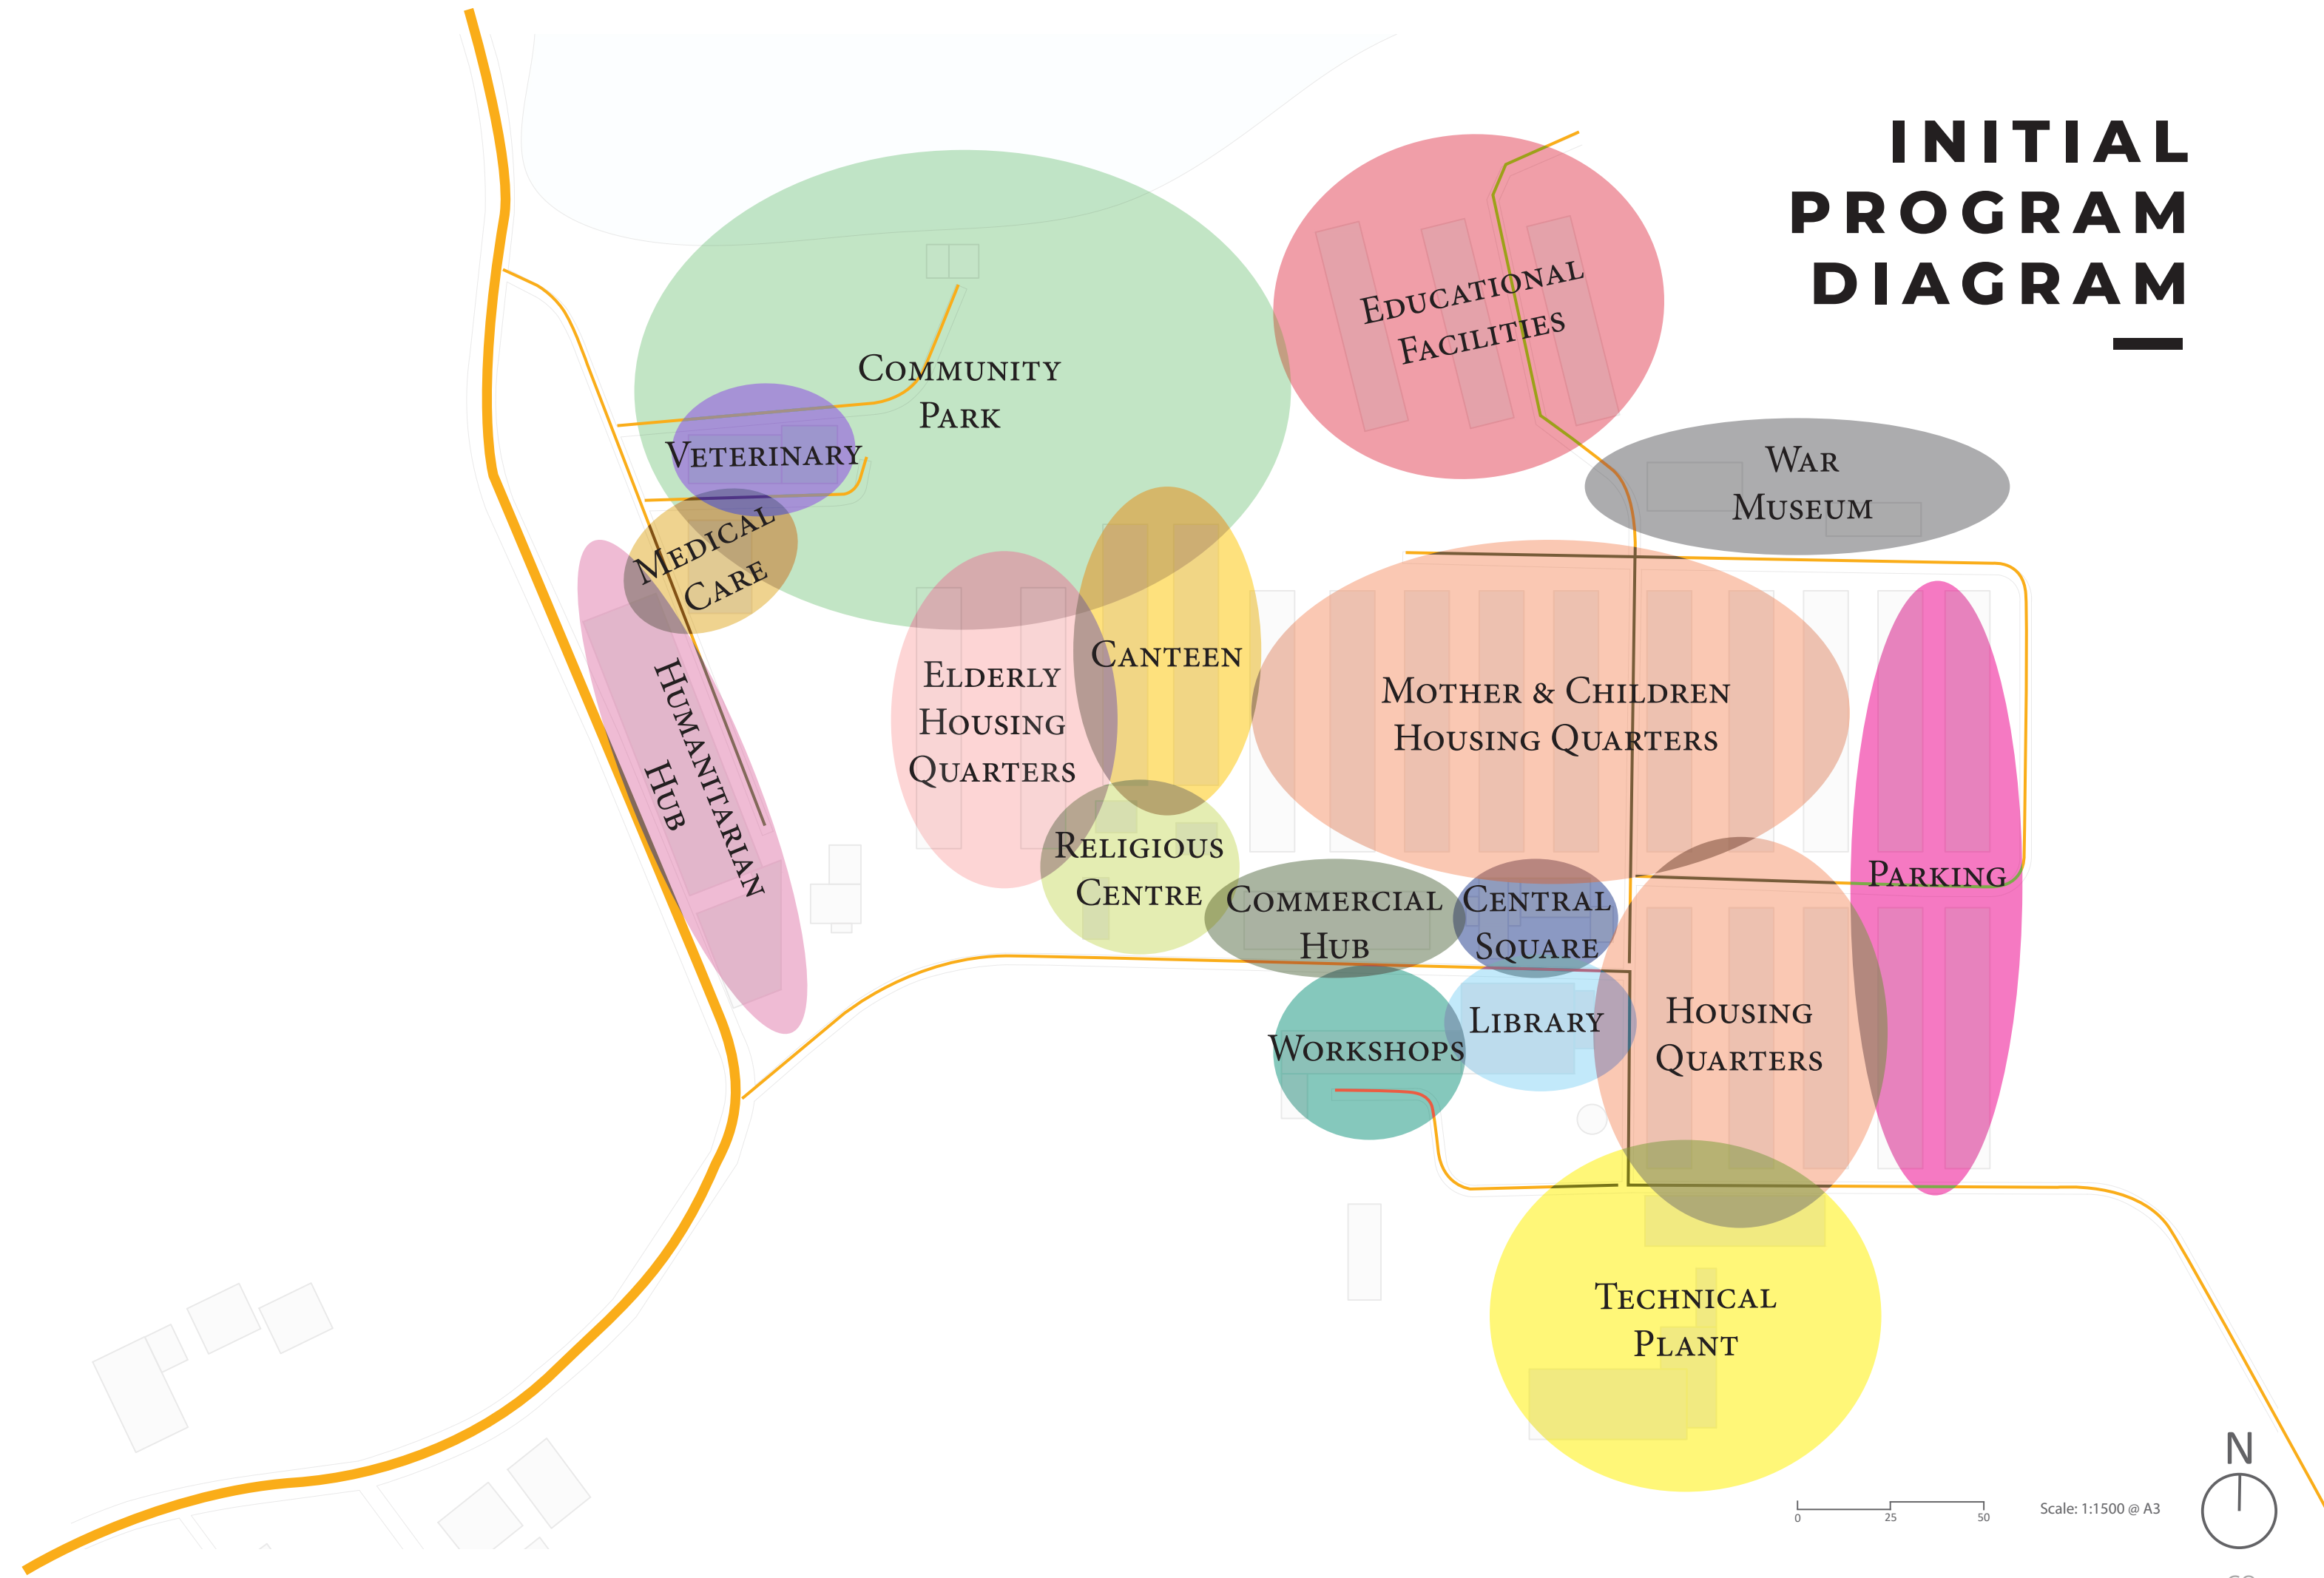 INITIAL
PROGRAM
DIAGRAM
Educational
Facilities
Community
Park
Veterinary
War
Museum
Medical
Care
Humanitarian
Hub
Elderly
Housing
Quarters
Canteen
Mother & Children
Housing Quarters
Religious
Centre
Commercial
Hub
Central
Square
Parking
Workshops
Library
Housing
Quarters
Technical
Plant
N
0
25
50
Scale: 1:1500 @ A3